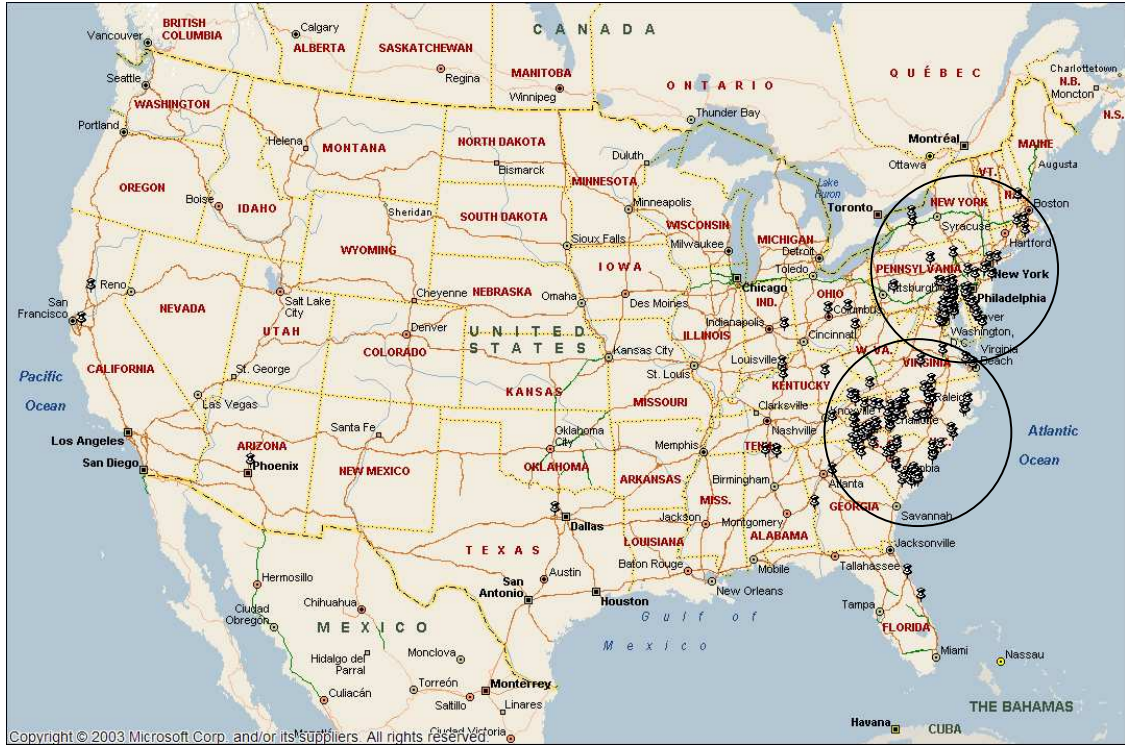 CANADA
BRITISH
COLUMBIA
Calgary
ALBERTA
SASKATCHEWAN
Vancouver
Regina
MANITOBA
Winnipeg
ONTARIO
QUÉBEC
Charlottetown
N.B.
Moncton
N.S.
Seattle
WASHINGTON
Thunder Bay
Montréal
Ottawa
MAINE
Augusta
Portland
Helena
MONTANA
NORTH DAKOTA
Bismarck
Duluth
MINNESOTA
Lake
Huron
VT.
OREGON
Boise
IDAHO
Sheridan
SOUTH DAKOTA
Minneapolis
WISCONSIN
Toronto
NEW YORK
Syracuse
Boston
Hartford
WYOMING
Sioux Falls
Milwaukee
MICHIGAN
Detroit
Toledo
IOWA
PENNSYLVANIA
New York
Pittsburgh
Philadelphia
San
Francisco
Reno
NEVADA
Salt Lake
City
Cheyenne
NEBRASKA
Omaha
Des Moines
Chicago
IND.
OHIO
Columbus
UTAH
Denver
COLORADO
UNITED
STATES
ILLINOIS
Indianapolis
Cincinnati
Washington,
D.C.
Kansas City
St. Louis
Louisville
W. VA.
VIRGINIA
Virginia
Beach
CALIFORNIA
St. George
Las Vegas
KANSAS
MISSOURI
KENTUCKY
Pacific
Ocean
Clarksville
Knoxville
Raleigh
Nashville
Charlotte
Los Angeles
San Diego
ARIZONA
Phoenix
Santa Fe
NEW MEXICO
Oklahoma
City
OKLAHOMA
Memphis
TENN.
ARKANSAS
Birmingham
Atlanta
Atlantic
Ocean
MISS.
Jackson
Montgomery
ALABAMA
GEORGIA
Savannah
Dallas
TEXAS
LOUISIANA
Baton Rouge
Mobile
Tallahassee
Jacksonville
Austin
San
Antonio
Houston
New Orleans
Hermosillo
Chihuahua
Ciudad
Obregón
MEXICO
Gulf of
Mexico
Tampa
FLORIDA
Miami
Nassau
Hidalgo del
Parral
Monclova
Torreón
Monterrey
Culiacán
Saltillo
Linares
Ciudad Victoria
THE BAHAMAS
Havana
CUBA
Copyright © 2003 Microsoft Corp. and/or its suppliers. All rights reserved.